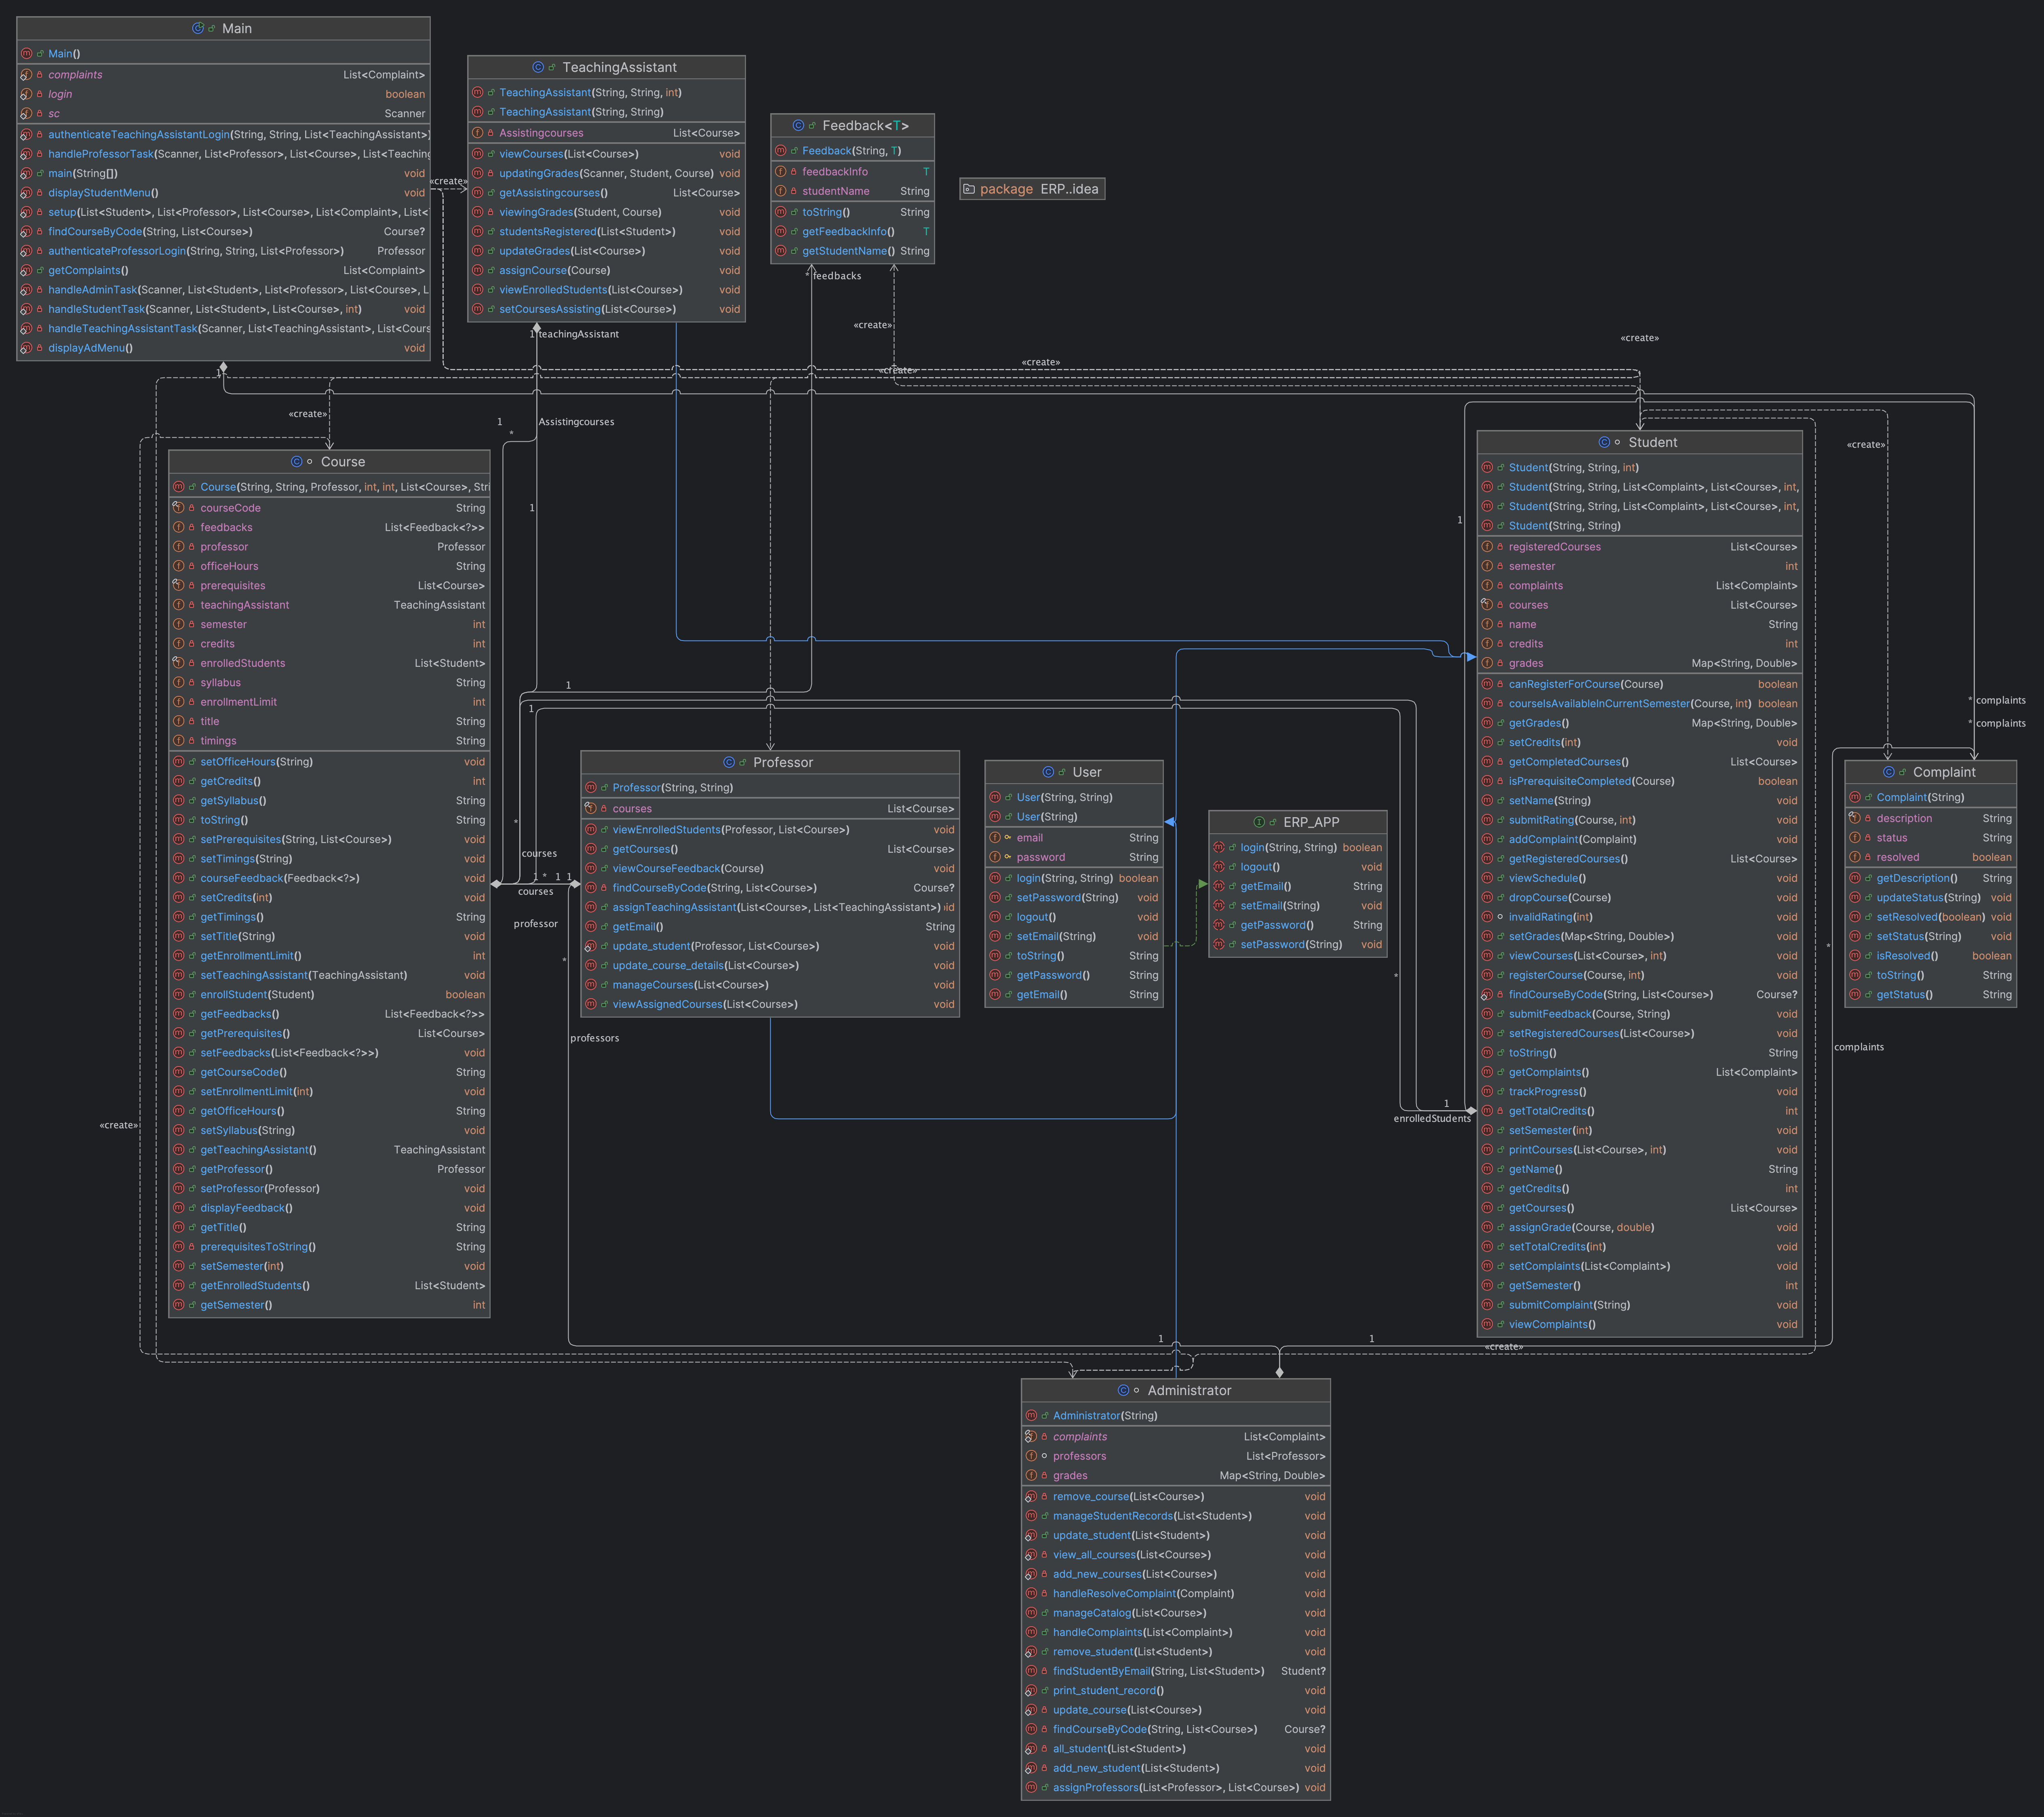 Main
Main()
complaints List<Complaint>
login boolean
sc Scanner
authenticateTeachingAssistantLogin(String, String, List<TeachingAssistant>)
handleProfessorTask(Scanner, List<Professor>, List<Course>, List<Teaching
main(String[]) void
displayStudentMenu() void
setup(List<Student>, List<Professor>, List<Course>, List<Complaint>, List<
findCourseByCode(String, List<Course>) Course?
authenticateProfessorLogin(String, String, List<Professor>) Professor
getComplaints() List<Complaint>
handleAdminTask(Scanner, List<Student>, List<Professor>, List<Course>, L
handleStudentTask(Scanner, List<Student>, List<Course>, int) void
handleTeachingAssistantTask(Scanner, List<TeachingAssistant>, List<Cours
displayAdMenu() void
TeachingAssistant
TeachingAssistant(String, String, int)
TeachingAssistant(String, String)
Assistingcourses List<Course>
viewCourses(List<Course>) void
updatingGrades(Scanner, Student, Course) void
getAssistingcourses() List<Course>
viewingGrades(Student, Course) void
studentsRegistered(List<Student>) void
updateGrades(List<Course>) void
assignCourse(Course) void
viewEnrolledStudents(List<Course>) void
setCoursesAssisting(List<Course>) void
Feedback<T>
Feedback(String, T)
feedbackInfo T
studentName String
toString() String
getFeedbackInfo() T
getStudentName() String
package ERP..idea
«create»
* feedbacks
1 teachingAssistant
«create»
«create»
«create»
«create»
1
«create»
1
Assistingcourses
*
«create»
1
1
Course
Course(String, String, Professor, int, int, List<Course>, Stri
courseCode String
feedbacks List<Feedback<?>>
professor Professor
officeHours String
prerequisites List<Course>
teachingAssistant TeachingAssistant
semester int
credits int
enrolledStudents List<Student>
syllabus String
enrollmentLimit int
title String
timings String
setOfficeHours(String) void
getCredits() int
getSyllabus() String
toString() String
setPrerequisites(String, List<Course>) void
setTimings(String) void
courseFeedback(Feedback<?>) void
setCredits(int) void
getTimings() String
setTitle(String) void
getEnrollmentLimit() int
setTeachingAssistant(TeachingAssistant) void
enrollStudent(Student) boolean
getFeedbacks() List<Feedback<?>>
getPrerequisites() List<Course>
setFeedbacks(List<Feedback<?>>) void
getCourseCode() String
setEnrollmentLimit(int) void
getOfficeHours() String
setSyllabus(String) void
getTeachingAssistant() TeachingAssistant
getProfessor() Professor
setProfessor(Professor) void
displayFeedback() void
getTitle() String
prerequisitesToString() String
setSemester(int) void
getEnrolledStudents() List<Student>
getSemester() int
Student
Student(String, String, int)
Student(String, String, List<Complaint>, List<Course>, int,
Student(String, String, List<Complaint>, List<Course>, int,
Student(String, String)
registeredCourses List<Course>
semester int
complaints List<Complaint>
courses List<Course>
name String
credits int
grades Map<String, Double>
canRegisterForCourse(Course) boolean
courseIsAvailableInCurrentSemester(Course, int) boolean
getGrades() Map<String, Double>
setCredits(int) void
getCompletedCourses() List<Course>
isPrerequisiteCompleted(Course) boolean
setName(String) void
submitRating(Course, int) void
addComplaint(Complaint) void
getRegisteredCourses() List<Course>
viewSchedule() void
dropCourse(Course) void
invalidRating(int) void
setGrades(Map<String, Double>) void
viewCourses(List<Course>, int) void
registerCourse(Course, int) void
findCourseByCode(String, List<Course>) Course?
submitFeedback(Course, String) void
setRegisteredCourses(List<Course>) void
toString() String
getComplaints() List<Complaint>
trackProgress() void
getTotalCredits() int
setSemester(int) void
printCourses(List<Course>, int) void
getName() String
getCredits() int
getCourses() List<Course>
assignGrade(Course, double) void
setTotalCredits(int) void
setComplaints(List<Complaint>) void
getSemester() int
submitComplaint(String) void
viewComplaints() void
1
1
* complaints
* complaints
*
courses
1 * 1 1
courses
professor
*
professors
Professor
Professor(String, String)
courses List<Course>
viewEnrolledStudents(Professor, List<Course>) void
getCourses() List<Course>
viewCourseFeedback(Course) void
findCourseByCode(String, List<Course>) Course?
assignTeachingAssistant(List<Course>, List<TeachingAssistant>) id
getEmail() String
update_student(Professor, List<Course>) void
update_course_details(List<Course>) void
manageCourses(List<Course>) void
viewAssignedCourses(List<Course>) void
User
User(String, String)
User(String)
email String
password String
login(String, String) boolean
setPassword(String) void
logout() void
setEmail(String) void
toString() String
getPassword() String
getEmail() String
ERP_APP
login(String, String) boolean
logout() void
getEmail() String
setEmail(String) void
getPassword() String
setPassword(String) void
Complaint
Complaint(String)
description String
status String
resolved boolean
getDescription() String
updateStatus(String) void
setResolved(boolean) void
setStatus(String) void
isResolved() boolean
toString() String
getStatus() String
*
*
complaints
1
enrolledStudents
«create»
1
1
«create»
Administrator
Administrator(String)
complaints List<Complaint>
professors List<Professor>
grades Map<String, Double>
remove_course(List<Course>) void
manageStudentRecords(List<Student>) void
update_student(List<Student>) void
view_all_courses(List<Course>) void
add_new_courses(List<Course>) void
handleResolveComplaint(Complaint) void
manageCatalog(List<Course>) void
handleComplaints(List<Complaint>) void
remove_student(List<Student>) void
findStudentByEmail(String, List<Student>) Student?
print_student_record() void
update_course(List<Course>) void
findCourseByCode(String, List<Course>) Course?
all_student(List<Student>) void
add_new_student(List<Student>) void
assignProfessors(List<Professor>, List<Course>) void